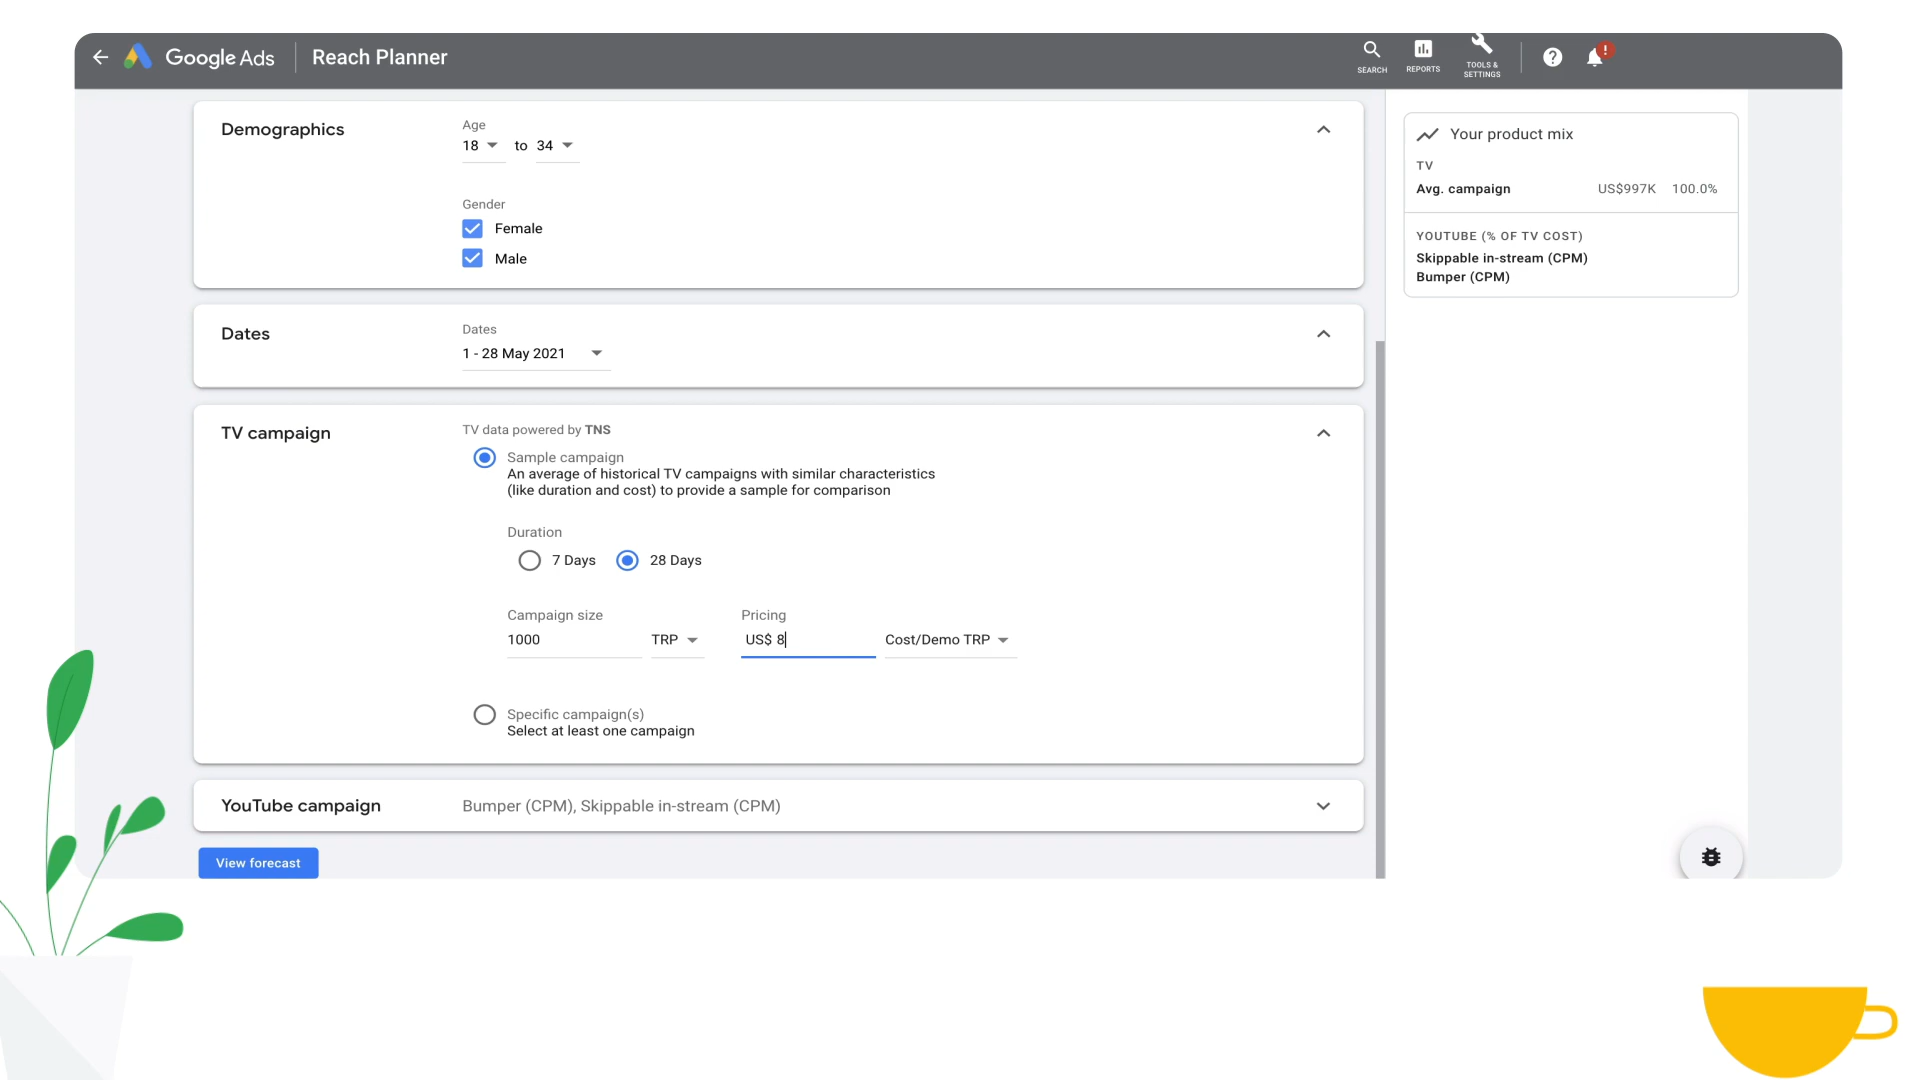 Google Ads
Reach Planner
SEARCH
REPORTS
TOOLS &
SETTINGS
?
!
Demographics
Age
18 to 34
Gender
Female
Male
Dates
Dates
1 - 28 May 2021
TV campaign
TV data powered by TNS
Sample campaign
An average of historical TV campaigns with similar characteristics
(like duration and cost) to provide a sample for comparison
Duration
7 Days 28 Days
Campaign size Pricing
1000 TRP US$ 8 Cost/Demo TRP
Specific campaign(s)
Select at least one campaign
YouTube campaign Bumper (CPM), Skippable in-stream (CPM)
View forecast
Your product mix
TV
Avg. campaign US$997K 100.0%
YOUTUBE (% OF TV COST)
Skippable in-stream (CPM)
Bumper (CPM)